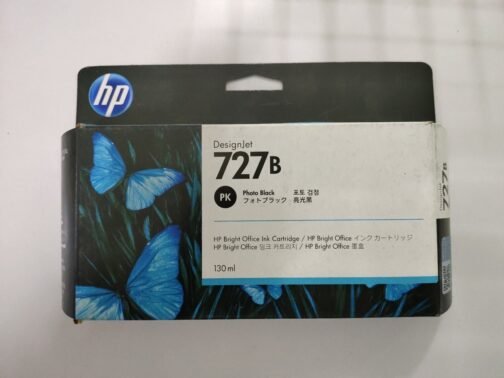 hp
DesignJet
727B
PK
Photo Black 포토 검정
フォトブラック 亮光黑
HP Bright Office Ink Cartridge / HP Bright Office インク カートリッジ
HP Bright Office 잉크 카트리지 / HP Bright Office 墨盒
130 ml
727B